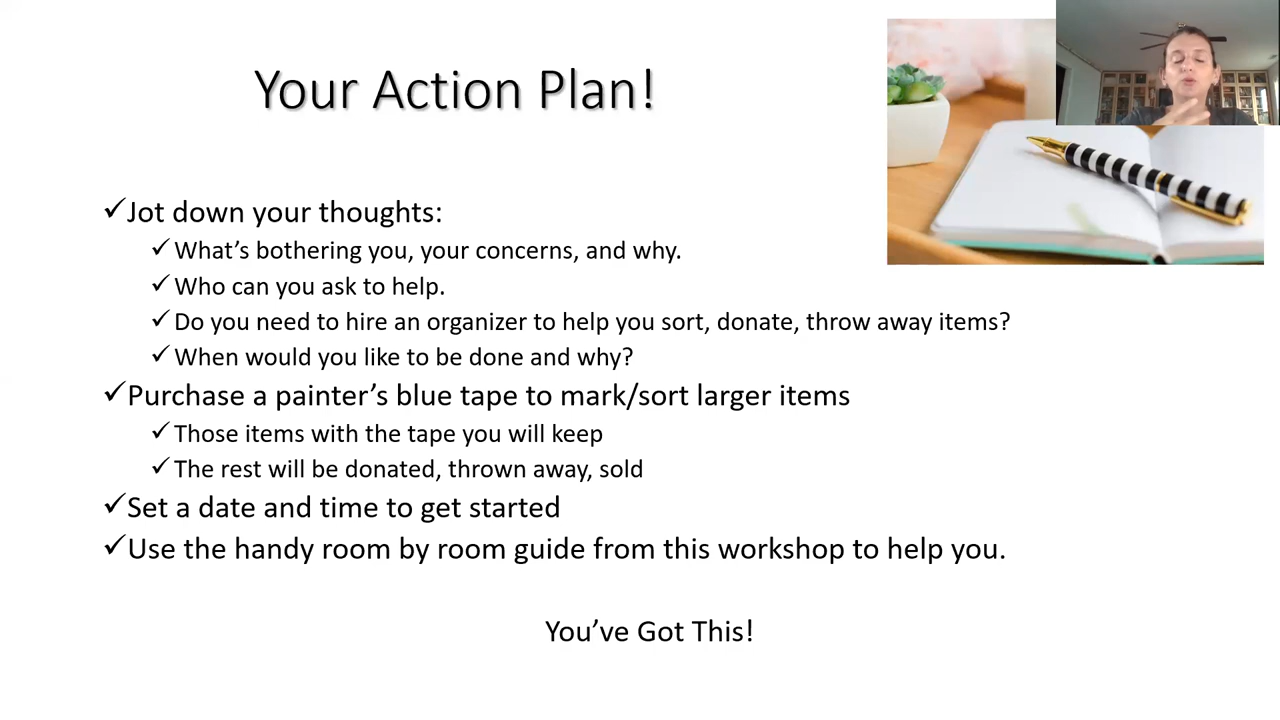 Your Action Plan!
Jot down your thoughts:
What’s bothering you, your concerns, and why.
Who can you ask to help.
Do you need to hire an organizer to help you sort, donate, throw away items?
When would you like to be done and why?
Purchase a painter’s blue tape to mark/sort larger items
Those items with the tape you will keep
The rest will be donated, thrown away, sold
Set a date and time to get started
Use the handy room by room guide from this workshop to help you.
You’ve Got This!